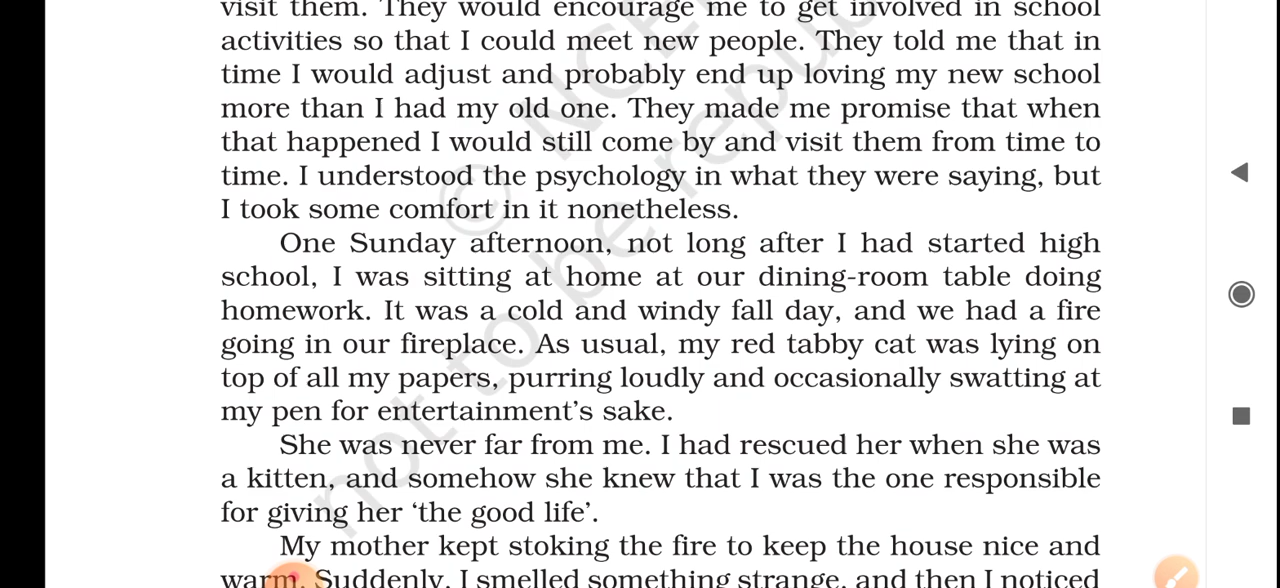 visit them. They would encourage me to get involved in school
activities so that I could meet new people. They told me that in
time I would adjust and probably end up loving my new school
more than I had my old one. They made me promise that when
that happened I would still come by and visit them from time to
time. I understood the psychology in what they were saying, but
I took some comfort in it nonetheless.
One Sunday afternoon, not long after I had started high
school, I was sitting at home at our dining-room table doing
homework. It was a cold and windy fall day, and we had a fire
going in our fireplace. As usual, my red tabby cat was lying on
top of all my papers, purring loudly and occasionally swatting at
my pen for entertainment’s sake.
She was never far from me. I had rescued her when she was
a kitten, and somehow she knew that I was the one responsible
for giving her ‘the good life’.
My mother kept stoking the fire to keep the house nice and
warm. Suddenly, I smelled something strange, and then I noticed